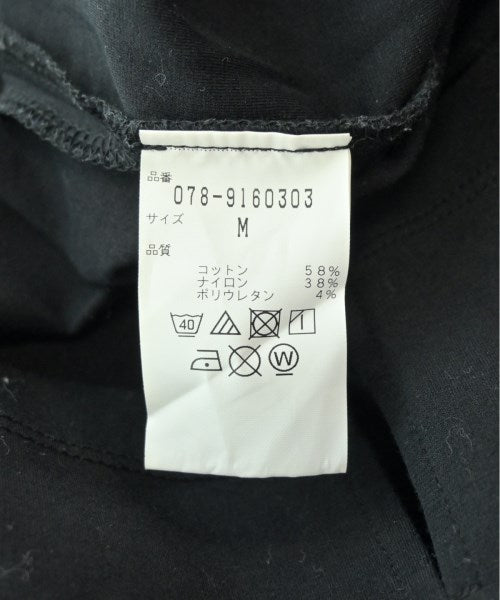 品番
078-9160303
サイズ
M
品質
コットン 58%
ナイロン 38%
ポリウレタン 4%
40
W